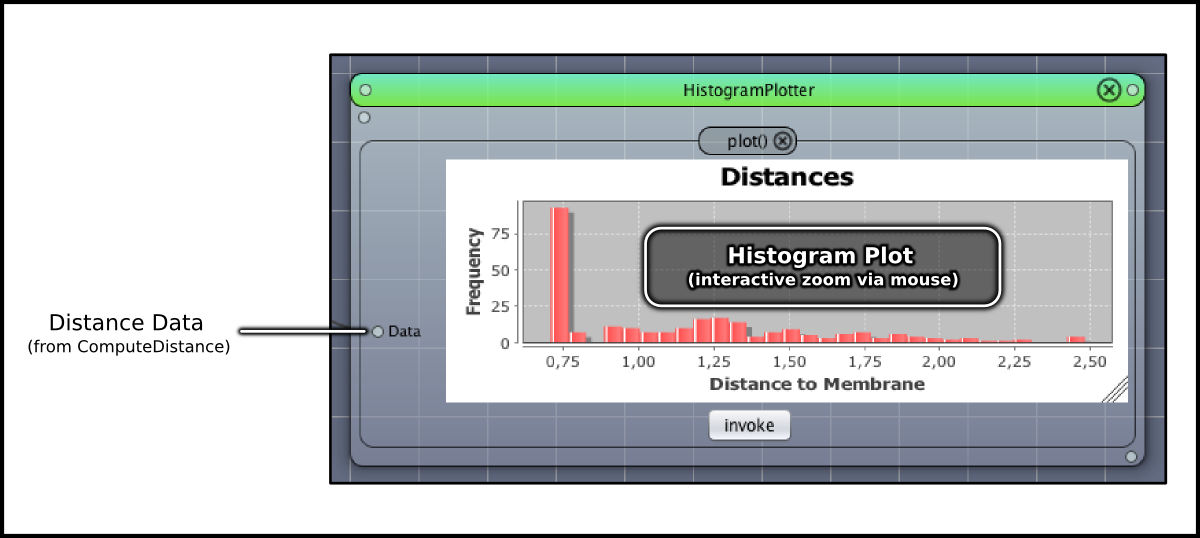 HistogramPlotter
plot()
Distances
Histogram Plot
(interactive zoom via mouse)
Frequency
75
50
25
0
0,75 1,00 1,25 1,50 1,75 2,00 2,25 2,50
Distance to Membrane
Distance Data
(from ComputeDistance)
Data
invoke